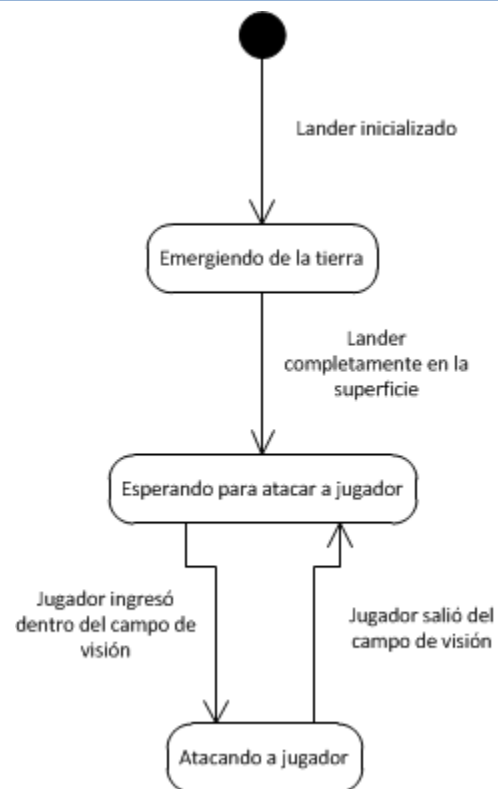 Lander inicializado
Emergiendo de la tierra
Lander
completamente en la
superficie
Esperando para atacar a jugador
Jugador ingresó
dentro del campo de
visión
Jugador salió del
campo de visión
Atacando a jugador